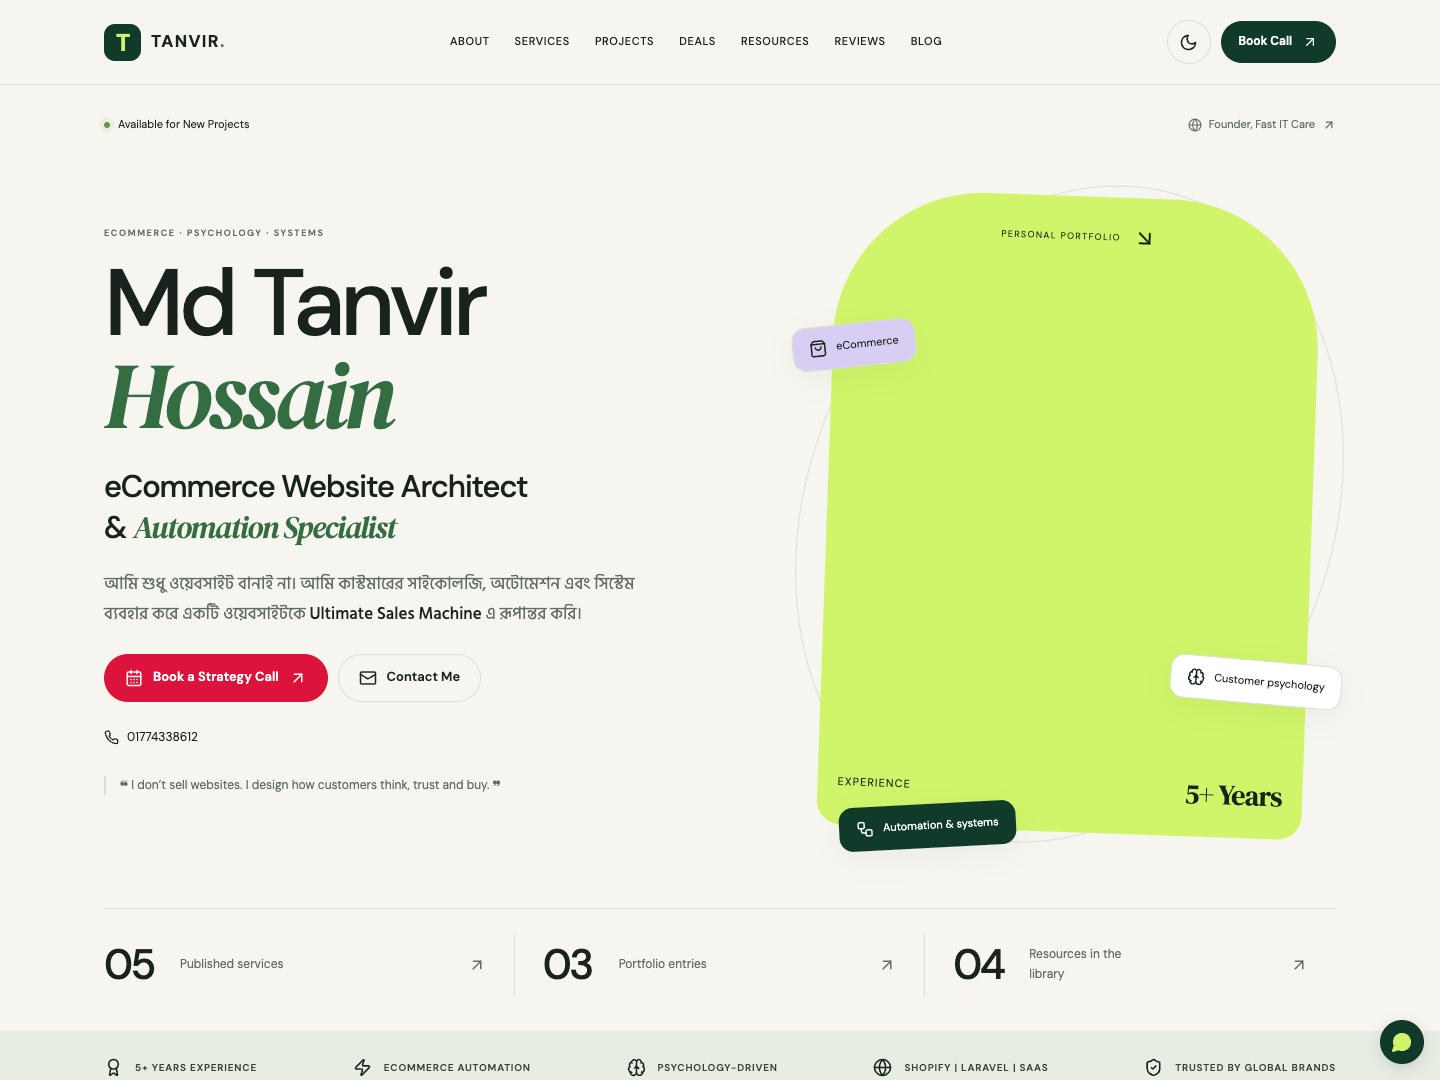 T TANVIR.
ABOUT SERVICES PROJECTS DEALS RESOURCES REVIEWS BLOG
Book Call
Available for New Projects
Founder, Fast IT Care
ECOMMERCE · PSYCHOLOGY · SYSTEMS
Md Tanvir
Hossain
eCommerce Website Architect
& Automation Specialist
আমি শুধু ওয়েবসাইট বানাই না। আমি কাস্টমারের সাইকোলজি, অটোমেশন এবং সিস্টেম
ব্যবহার করে একটি ওয়েবসাইটকে Ultimate Sales Machine এ রূপান্তর করি।
Book a Strategy Call
Contact Me
01774338612
❝ I don’t sell websites. I design how customers think, trust and buy. ❞
PERSONAL PORTFOLIO
eCommerce
Customer psychology
EXPERIENCE
5+ Years
Automation & systems
05 Published services
03 Portfolio entries
04 Resources in the
library
5+ YEARS EXPERIENCE
ECOMMERCE AUTOMATION
PSYCHOLOGY-DRIVEN
SHOPIFY | LARAVEL | SAAS
TRUSTED BY GLOBAL BRANDS